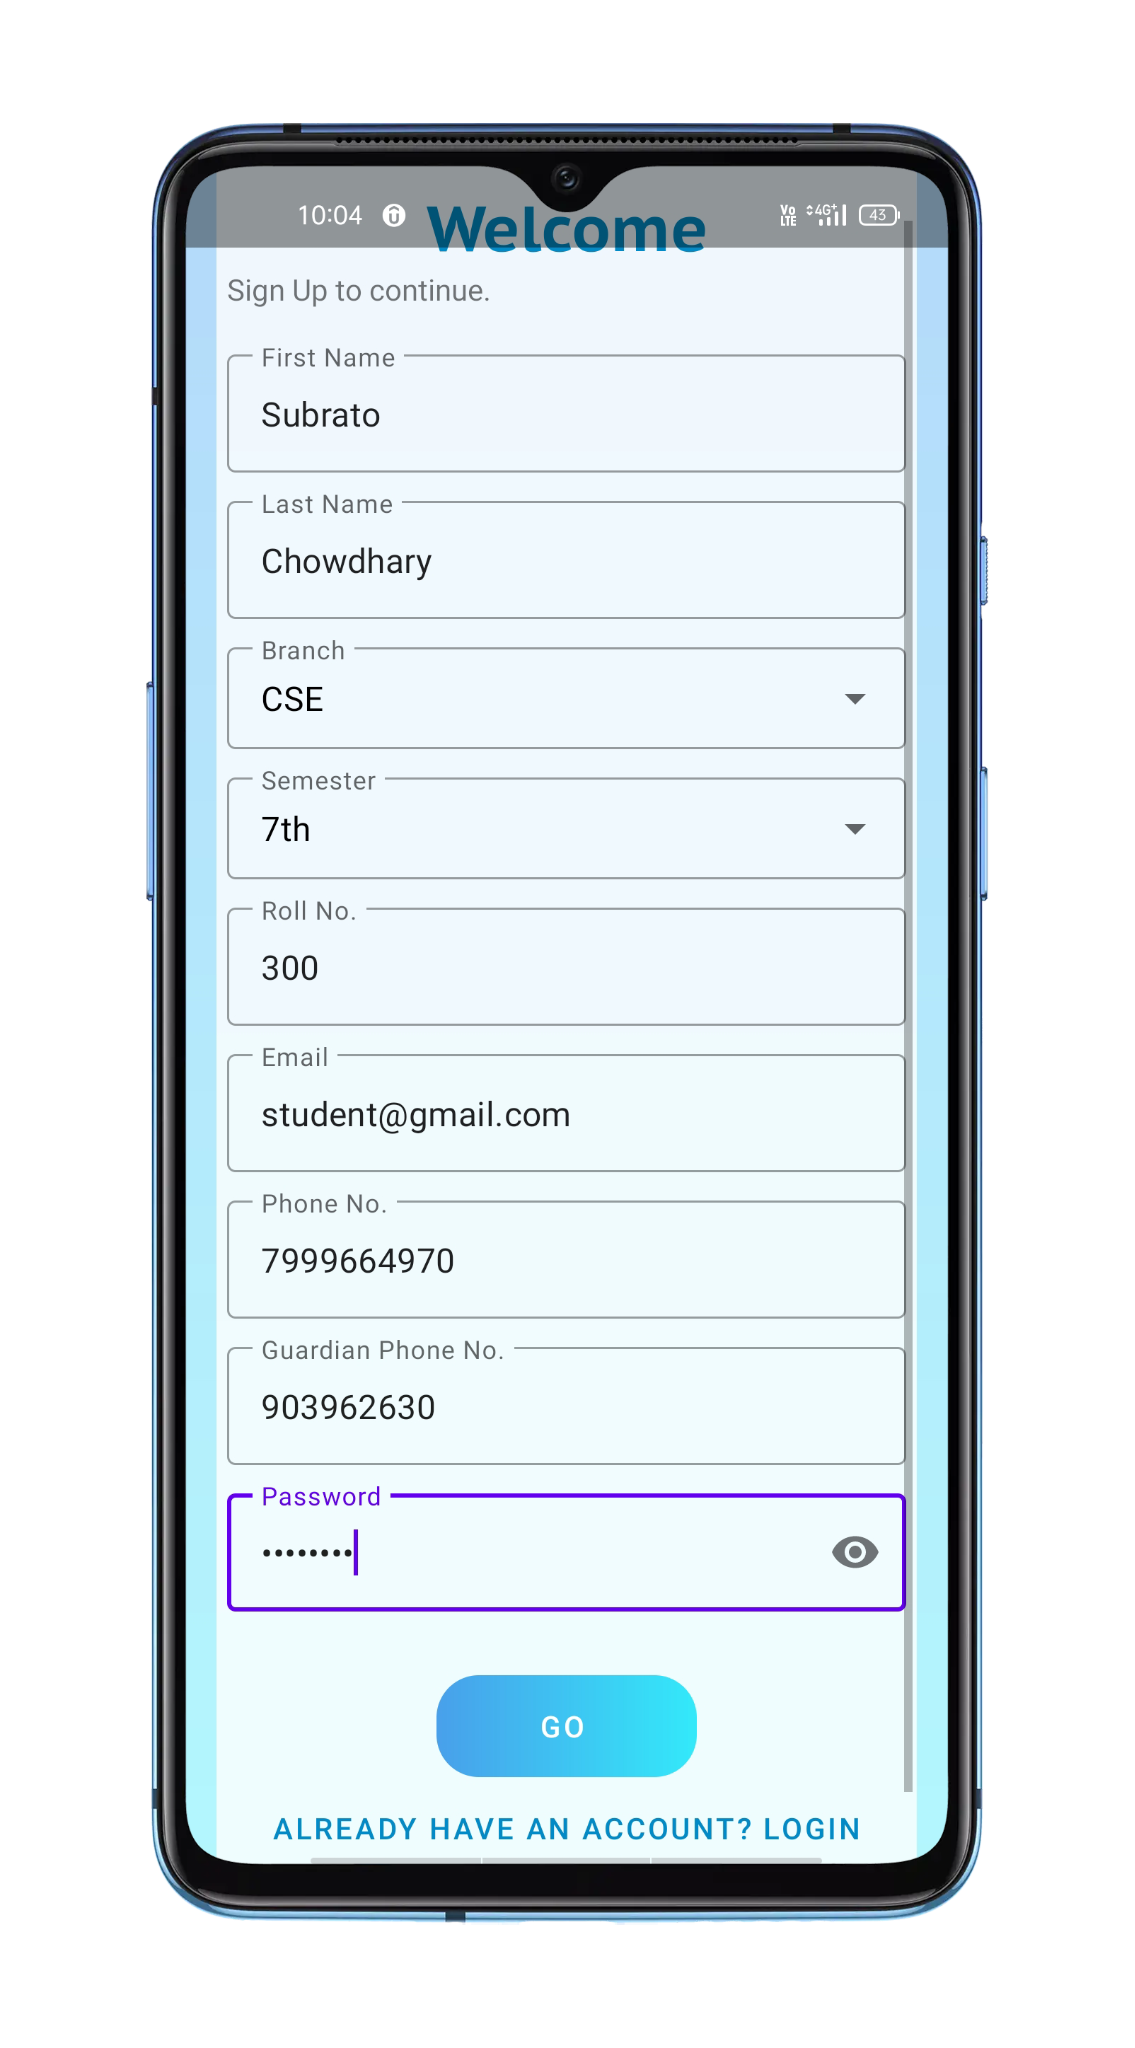 10:04
Vo LTE 4G+ 43
Welcome
Sign Up to continue.
First Name
Subrato
Last Name
Chowdhary
Branch
CSE
Semester
7th
Roll No.
300
Email
student@gmail.com
Phone No.
7999664970
Guardian Phone No.
903962630
Password
••••••••
GO
ALREADY HAVE AN ACCOUNT? LOGIN